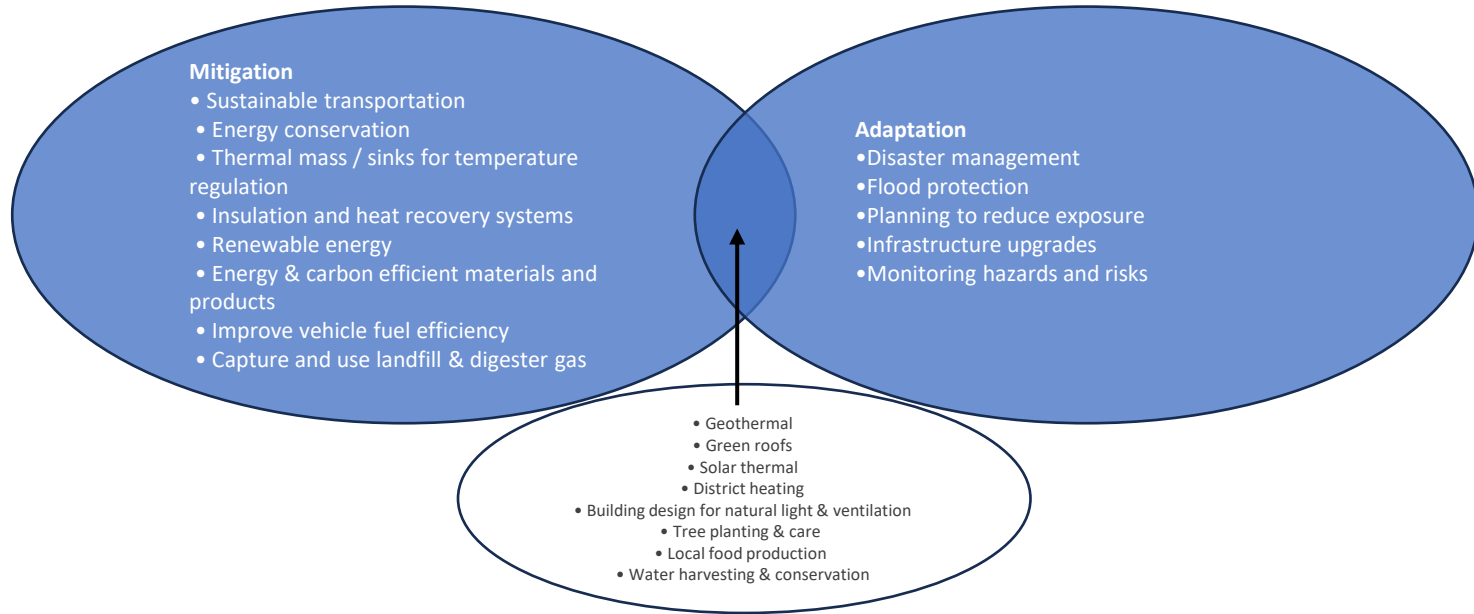 Mitigation
• Sustainable transportation
• Energy conservation
• Thermal mass / sinks for temperature
regulation
• Insulation and heat recovery systems
• Renewable energy
• Energy & carbon efficient materials and
products
• Improve vehicle fuel efficiency
• Capture and use landfill & digester gas
Adaptation
•Disaster management
•Flood protection
•Planning to reduce exposure
•Infrastructure upgrades
•Monitoring hazards and risks
• Geothermal
• Green roofs
• Solar thermal
• District heating
• Building design for natural light & ventilation
• Tree planting & care
• Local food production
• Water harvesting & conservation